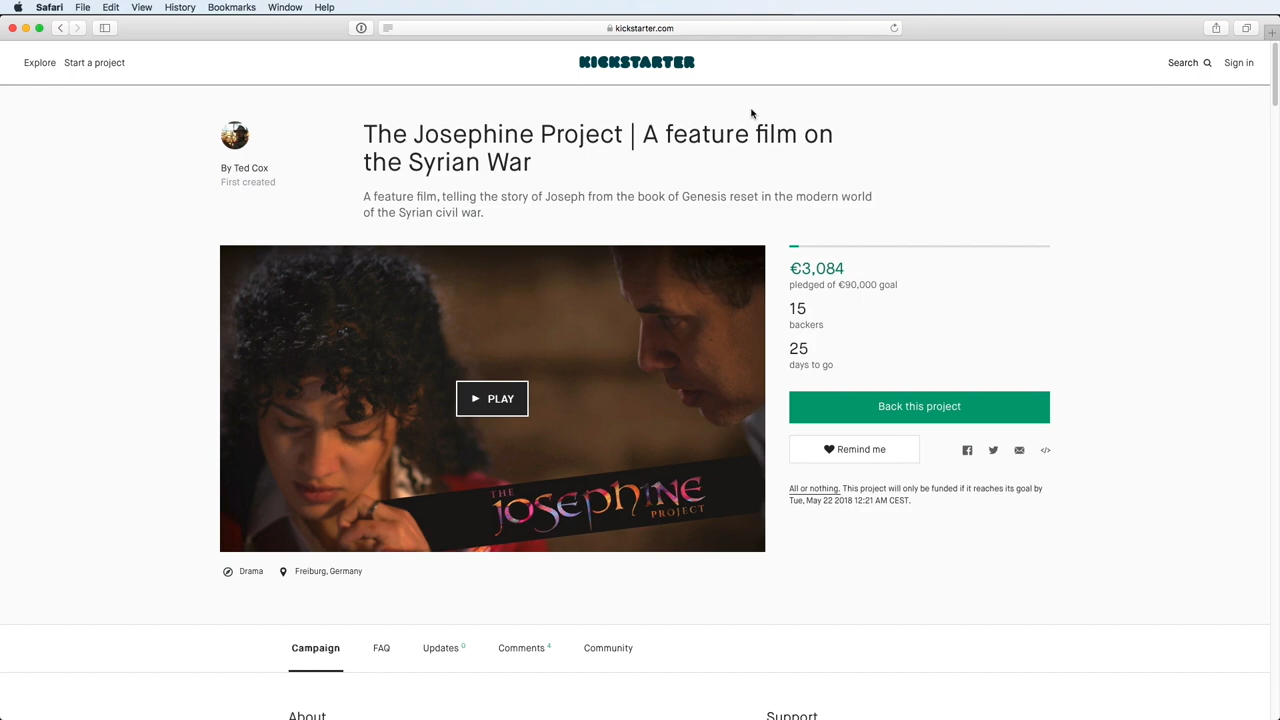 Safari File Edit View History Bookmarks Window Help
kickstarter.com
Explore Start a project
KICKSTARTER
Search Sign in
The Josephine Project | A feature film on
the Syrian War
By Ted Cox
First created
A feature film, telling the story of Joseph from the book of Genesis reset in the modern world
of the Syrian civil war.
PLAY
THE
JOSEPHINE
PROJECT
€3,084
pledged of €90,000 goal
15
backers
25
days to go
Back this project
Remind me
All or nothing. This project will only be funded if it reaches its goal by
Tue, May 22 2018 12:21 AM CEST.
Drama Freiburg, Germany
Campaign FAQ Updates 0 Comments 4 Community
About Support